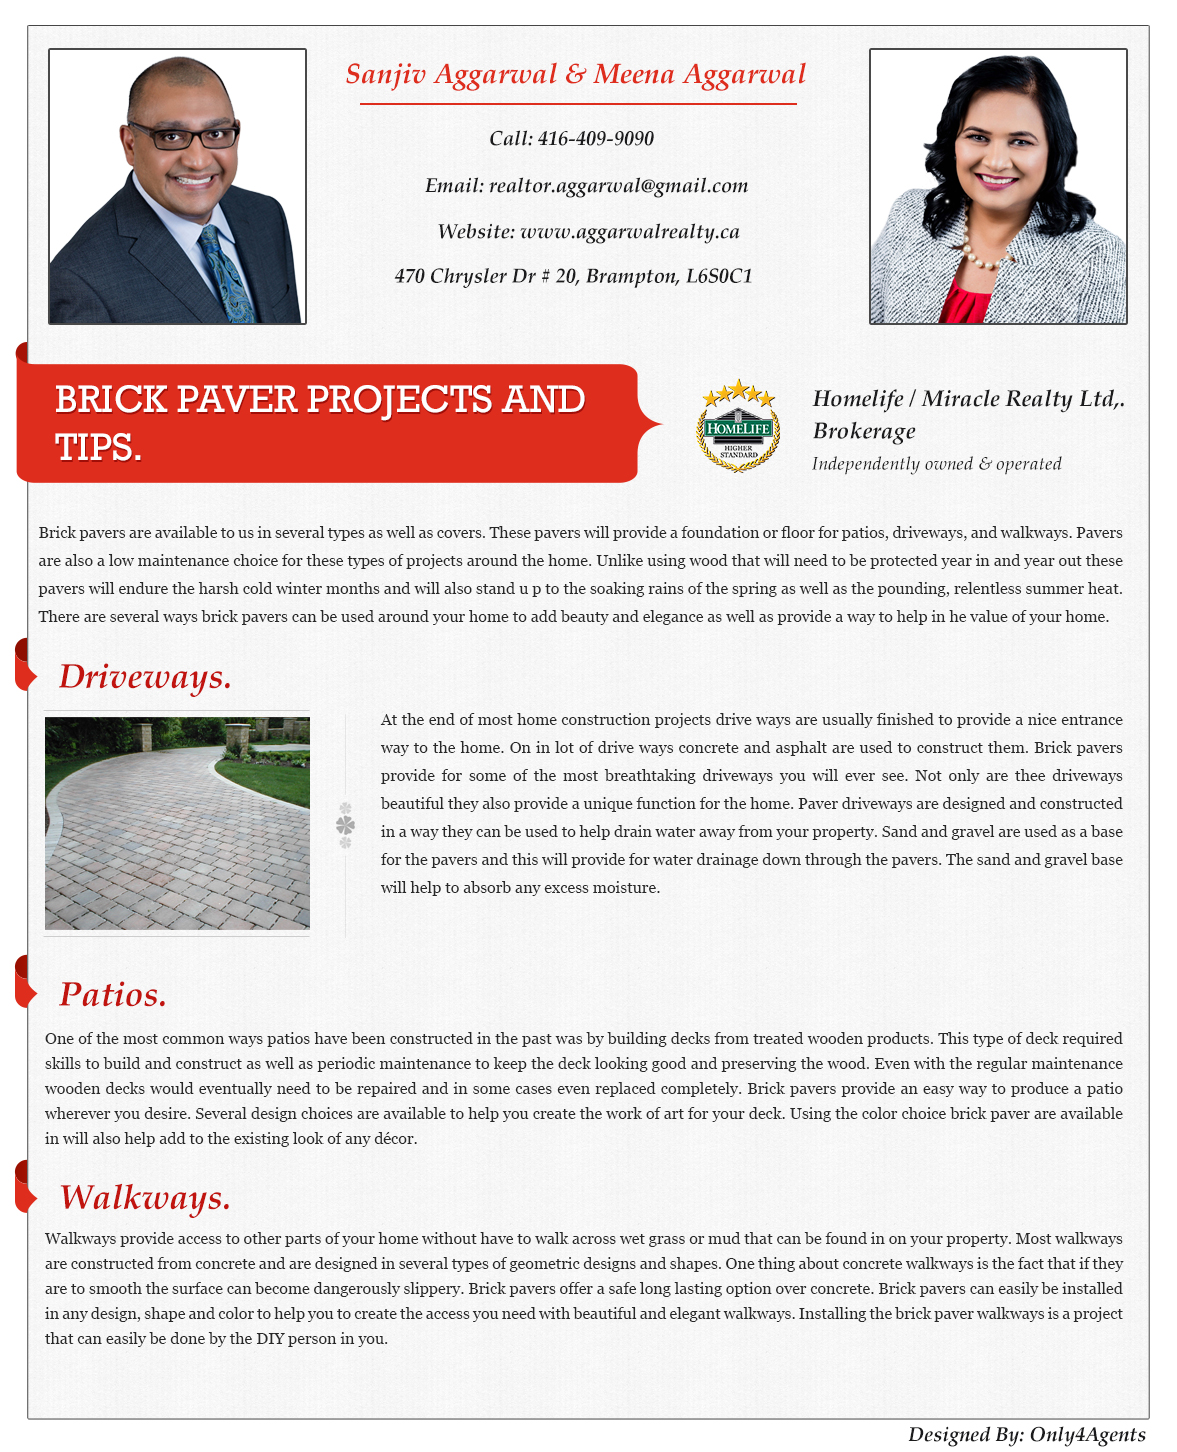 Sanjiv Aggarwal & Meena Aggarwal
Call: 416-409-9090
Email: realtor.aggarwal@gmail.com
Website: www.aggarwalrealty.ca
470 Chrysler Dr # 20, Brampton, L6S0C1
BRICK PAVER PROJECTS AND
TIPS.
HOMELIFE
HIGHER
STANDARD
Homelife / Miracle Realty Ltd,.
Brokerage
Independently owned & operated
Brick pavers are available to us in several types as well as covers. These pavers will provide a foundation or floor for patios, driveways, and walkways. Pavers
are also a low maintenance choice for these types of projects around the home. Unlike using wood that will need to be protected year in and year out these
pavers will endure the harsh cold winter months and will also stand u p to the soaking rains of the spring as well as the pounding, relentless summer heat.
There are several ways brick pavers can be used around your home to add beauty and elegance as well as provide a way to help in he value of your home.
Driveways.
At the end of most home construction projects drive ways are usually finished to provide a nice entrance
way to the home. On in lot of drive ways concrete and asphalt are used to construct them. Brick pavers
provide for some of the most breathtaking driveways you will ever see. Not only are thee driveways
beautiful they also provide a unique function for the home. Paver driveways are designed and constructed
in a way they can be used to help drain water away from your property. Sand and gravel are used as a base
for the pavers and this will provide for water drainage down through the pavers. The sand and gravel base
will help to absorb any excess moisture.
Patios.
One of the most common ways patios have been constructed in the past was by building decks from treated wooden products. This type of deck required
skills to build and construct as well as periodic maintenance to keep the deck looking good and preserving the wood. Even with the regular maintenance
wooden decks would eventually need to be repaired and in some cases even replaced completely. Brick pavers provide an easy way to produce a patio
wherever you desire. Several design choices are available to help you create the work of art for your deck. Using the color choice brick paver are available
in will also help add to the existing look of any décor.
Walkways.
Walkways provide access to other parts of your home without have to walk across wet grass or mud that can be found in on your property. Most walkways
are constructed from concrete and are designed in several types of geometric designs and shapes. One thing about concrete walkways is the fact that if they
are to smooth the surface can become dangerously slippery. Brick pavers offer a safe long lasting option over concrete. Brick pavers can easily be installed
in any design, shape and color to help you to create the access you need with beautiful and elegant walkways. Installing the brick paver walkways is a project
that can easily be done by the DIY person in you.
Designed By: Only4Agents